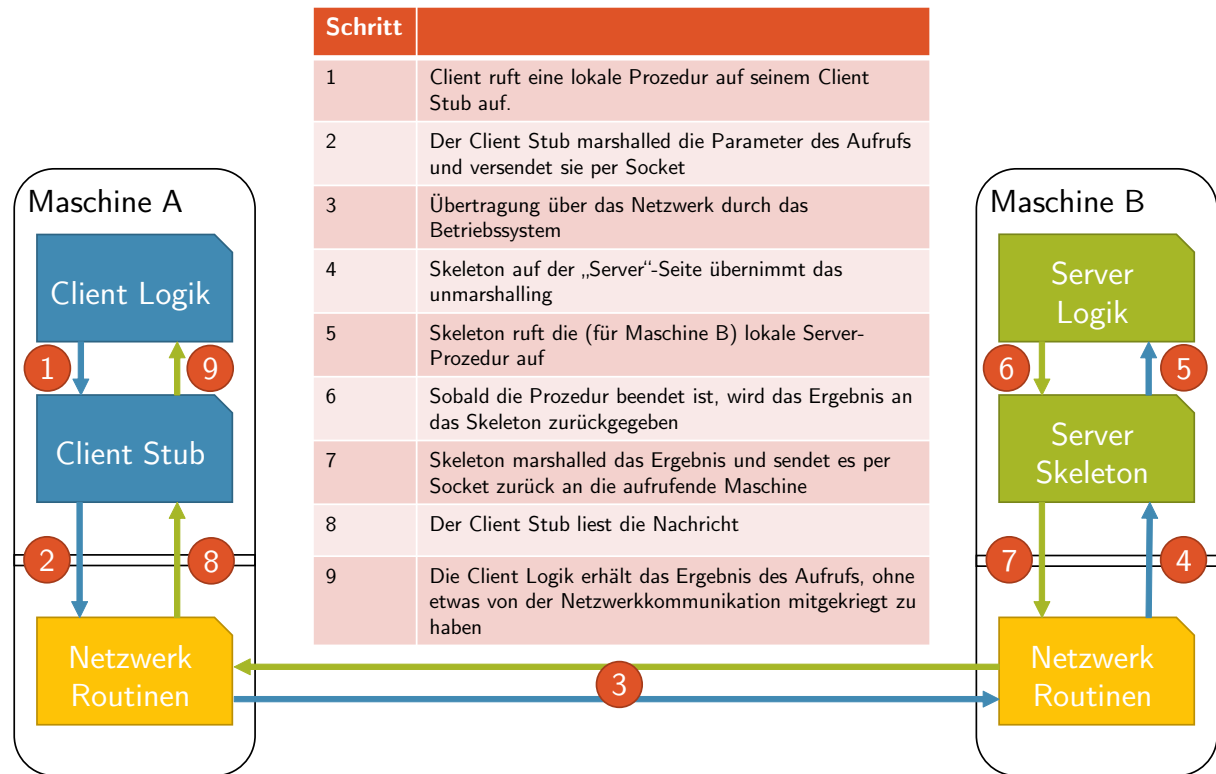 Schritt
1
Client ruft eine lokale Prozedur auf seinem Client
Stub auf.
2
Der Client Stub marshalled die Parameter des Aufrufs
und versendet sie per Socket
3
Übertragung über das Netzwerk durch das
Betriebssystem
4
Skeleton auf der „Server“-Seite übernimmt das
unmarshalling
5
Skeleton ruft die (für Maschine B) lokale Server-
Prozedur auf
6
Sobald die Prozedur beendet ist, wird das Ergebnis an
das Skeleton zurückgegeben
7
Skeleton marshalled das Ergebnis und sendet es per
Socket zurück an die aufrufende Maschine
8
Der Client Stub liest die Nachricht
9
Die Client Logik erhält das Ergebnis des Aufrufs, ohne
etwas von der Netzwerkkommunikation mitgekriegt zu
haben
Maschine A
Client Logik
1
9
Client Stub
2
8
Netzwerk
Routinen
3
Maschine B
Server
Logik
6
5
Server
Skeleton
7
4
Netzwerk
Routinen